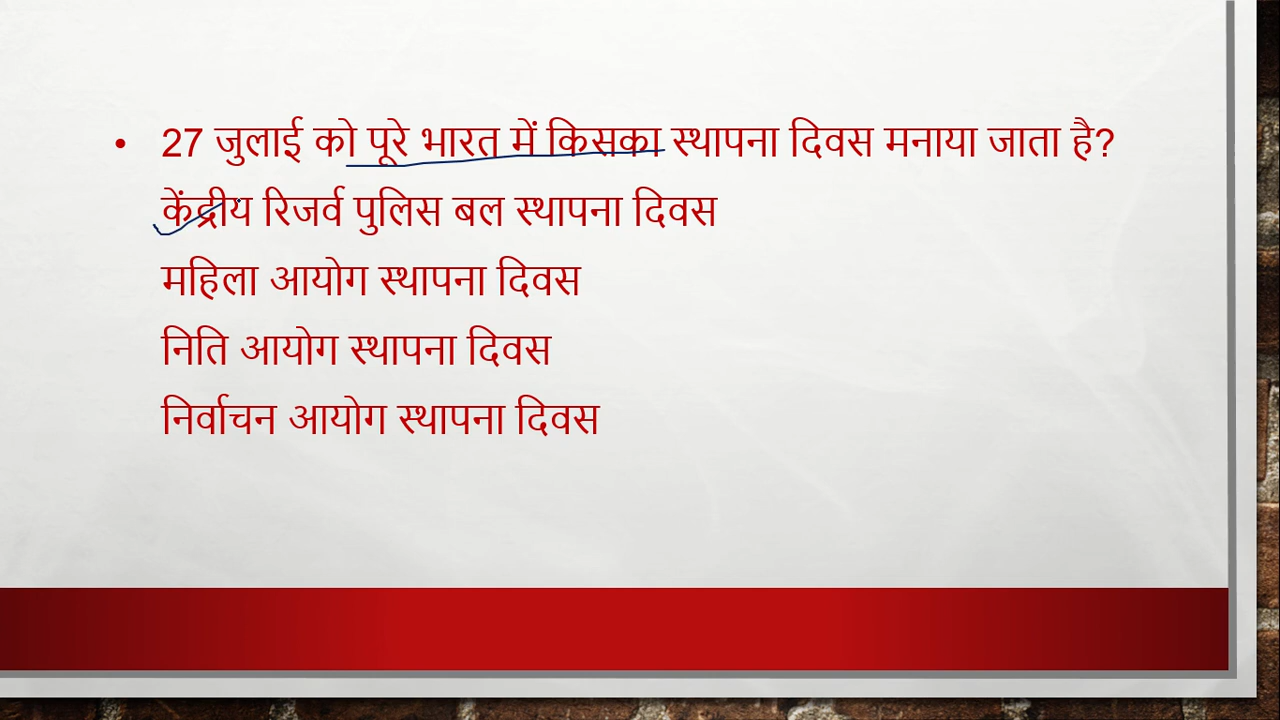 • 27 जुलाई को पूरे भारत में किसका स्थापना दिवस मनाया जाता है?
केंद्रीय रिजर्व पुलिस बल स्थापना दिवस
महिला आयोग स्थापना दिवस
निति आयोग स्थापना दिवस
निर्वाचन आयोग स्थापना दिवस